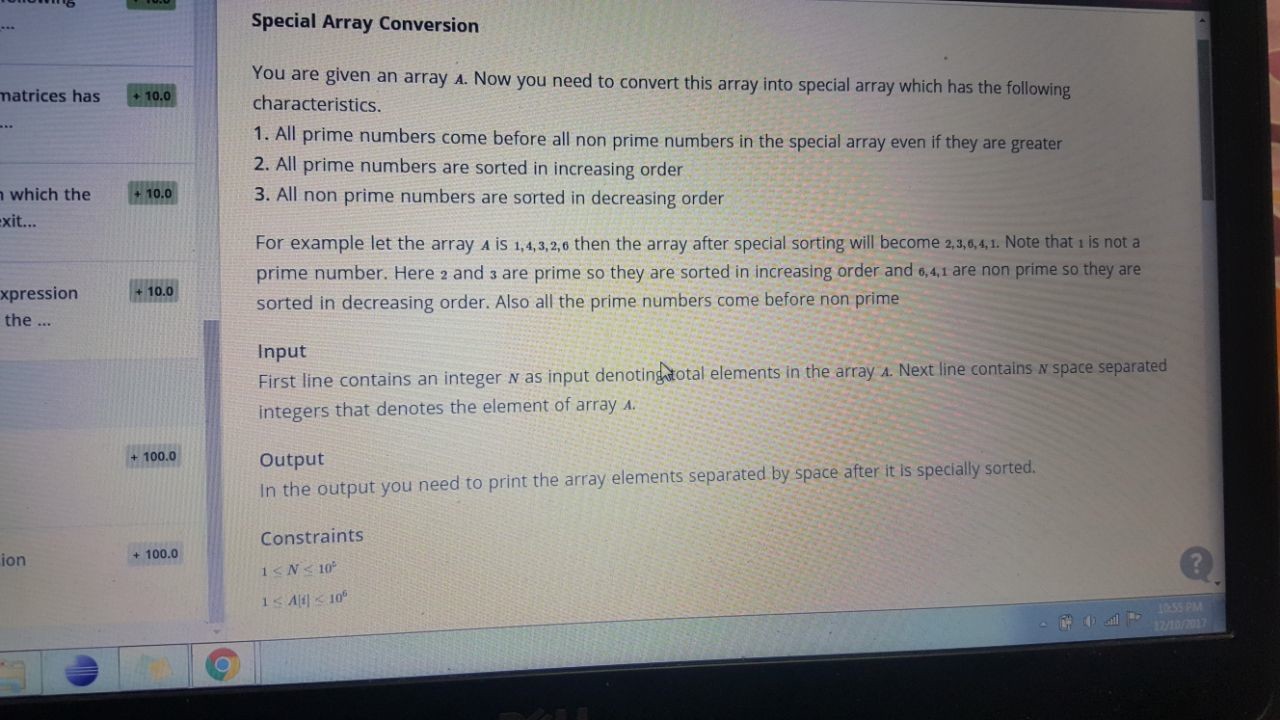 + 10.0
...
matrices has
+ 10.0
...
which the
+ 10.0
xit...
xpression
+ 10.0
the ...
+ 100.0
ion
+ 100.0
Special Array Conversion
You are given an array A. Now you need to convert this array into special array which has the following
characteristics.
1. All prime numbers come before all non prime numbers in the special array even if they are greater
2. All prime numbers are sorted in increasing order
3. All non prime numbers are sorted in decreasing order
For example let the array A is 1,4,3,2,6 then the array after special sorting will become 2,3,6,4,1. Note that 1 is not a
prime number. Here 2 and 3 are prime so they are sorted in increasing order and 6,4,1 are non prime so they are
sorted in decreasing order. Also all the prime numbers come before non prime
Input
First line contains an integer N as input denoting total elements in the array A. Next line contains N space separated
integers that denotes the element of array A.
Output
In the output you need to print the array elements separated by space after it is specially sorted.
Constraints
1 ≤ N ≤ 10⁵
1 ≤ A[i] ≤ 10⁶
?
10:55 PM
12/10/2017